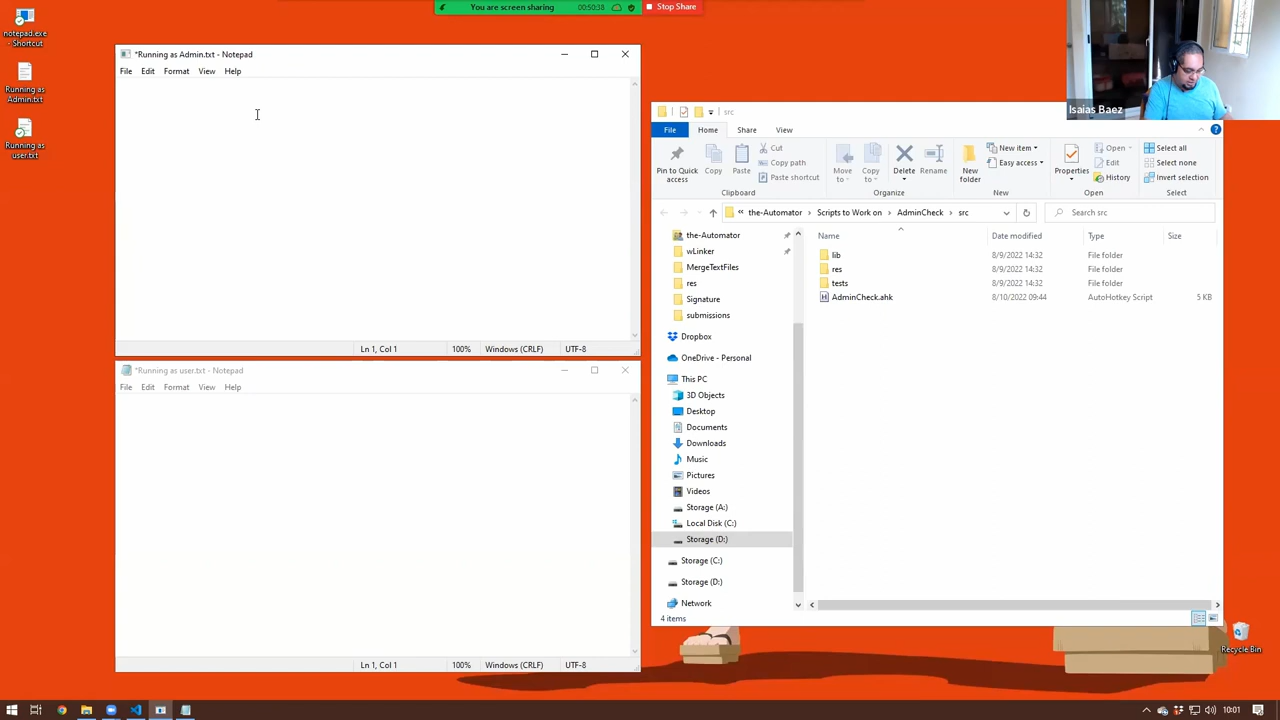 You are screen sharing 00:50:38 Stop Share
notepad.exe - Shortcut
Running as Admin.txt
Running as user.txt
*Running as Admin.txt - Notepad
File Edit Format View Help
Ln 1, Col 1 100% Windows (CRLF) UTF-8
*Running as user.txt - Notepad
File Edit Format View Help
Ln 1, Col 1 100% Windows (CRLF) UTF-8
Isaias Baez
src
File Home Share View
Pin to Quick access
Copy
Paste
Cut
Copy path
Paste shortcut
Clipboard
Move to
Copy to
Delete
Rename
Organize
New folder
New item
Easy access
New
Properties
Open
Edit
History
Open
Select all
Select none
Invert selection
Select
« the-Automator › Scripts to Work on › AdminCheck › src
Search src
the-Automator
wLinker
MergeTextFiles
res
Signature
submissions
Dropbox
OneDrive - Personal
This PC
3D Objects
Desktop
Documents
Downloads
Music
Pictures
Videos
Storage (A:)
Local Disk (C:)
Storage (D:)
Storage (C:)
Storage (D:)
Network
Name Date modified Type Size
lib 8/9/2022 14:32 File folder
res 8/9/2022 14:32 File folder
tests 8/9/2022 14:32 File folder
AdminCheck.ahk 8/10/2022 09:44 AutoHotkey Script 5 KB
4 items
Recycle Bin
10:01